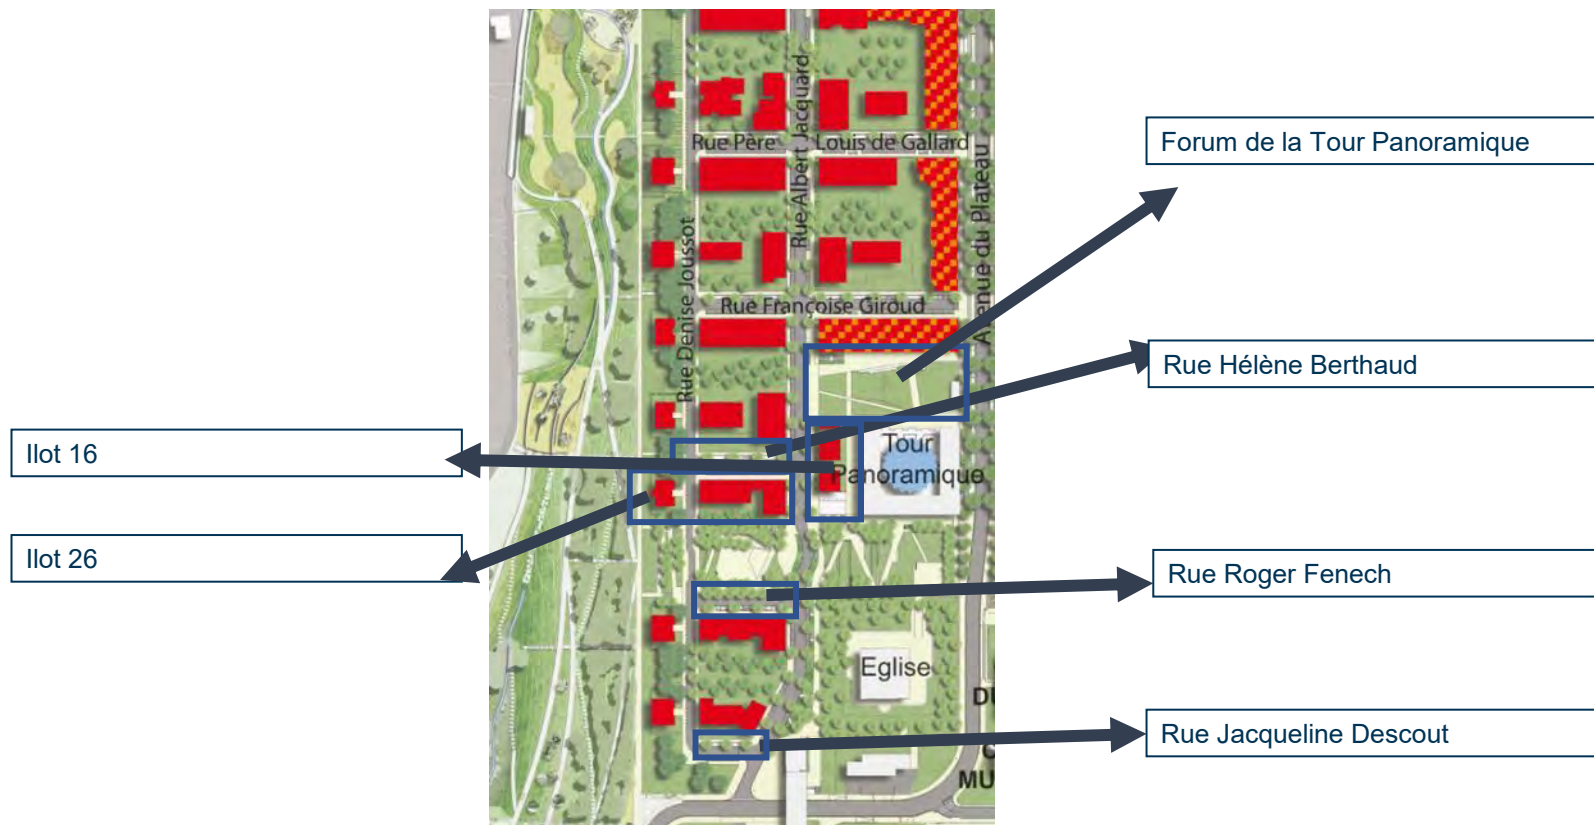 Forum de la Tour Panoramique
Rue Père Louis de Gallard
Rue Albert Jacquard
Avenue du Plateau
Rue Denise Joussot
Rue Françoise Giroud
Rue Hélène Berthaud
Ilot 16
Tour
Panoramique
Ilot 26
Rue Roger Fenech
Eglise
DU
Rue Jacqueline Descout
MU